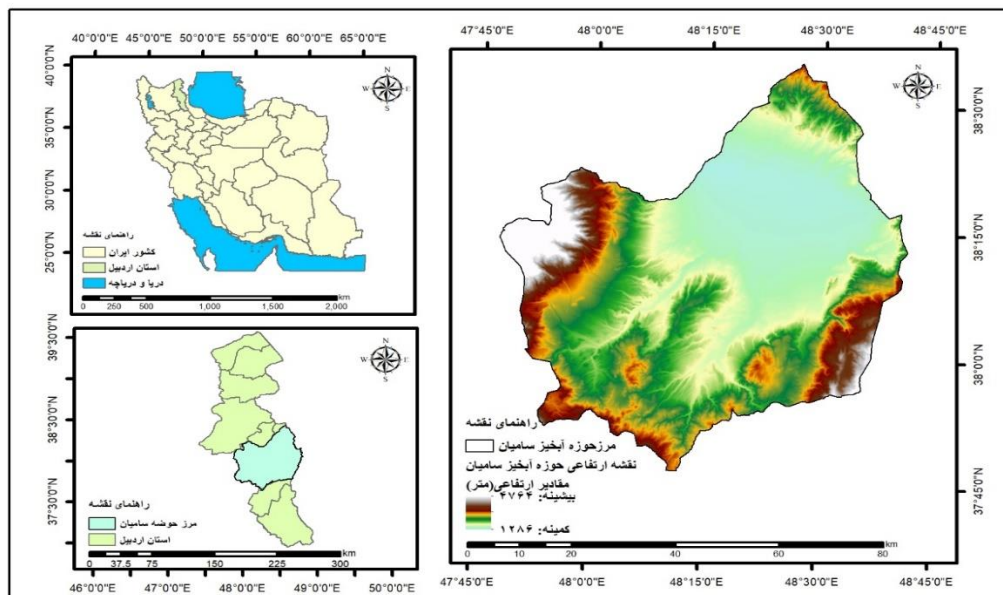 40°0'0"E 45°0'0"E 50°0'0"E 55°0'0"E 60°0'0"E 65°0'0"E
40°0'0"N
35°0'0"N
30°0'0"N
25°0'0"N
N
W E
S
راهنمای نقشه
کشور ایران
استان اردبیل
دریا و دریاچه
km
0 250 500 1,000 1,500 2,000
39°30'0"N
38°30'0"N
37°30'0"N
N
W E
S
راهنمای نقشه
مرز حوضه سامیان
استان اردبیل
km
0 37.5 75 150 225 300
46°0'0"E 47°0'0"E 48°0'0"E 49°0'0"E 50°0'0"E
47°45'0"E 48°0'0"E 48°15'0"E 48°30'0"E 48°45'0"E
N
W E
S
38°30'0"N
38°15'0"N
38°0'0"N
37°45'0"N
راهنمای نقشه
مرزحوزه آبخیز سامیان
نقشه ارتفاعی حوزه آبخیز سامیان
مقادیر ارتفاعی(متر)
بیشینه: ۴۷۶۴
کمینه: ۱۲۸۶
km
0 10 20 40 60 80
47°45'0"E 48°0'0"E 48°15'0"E 48°30'0"E 48°45'0"E